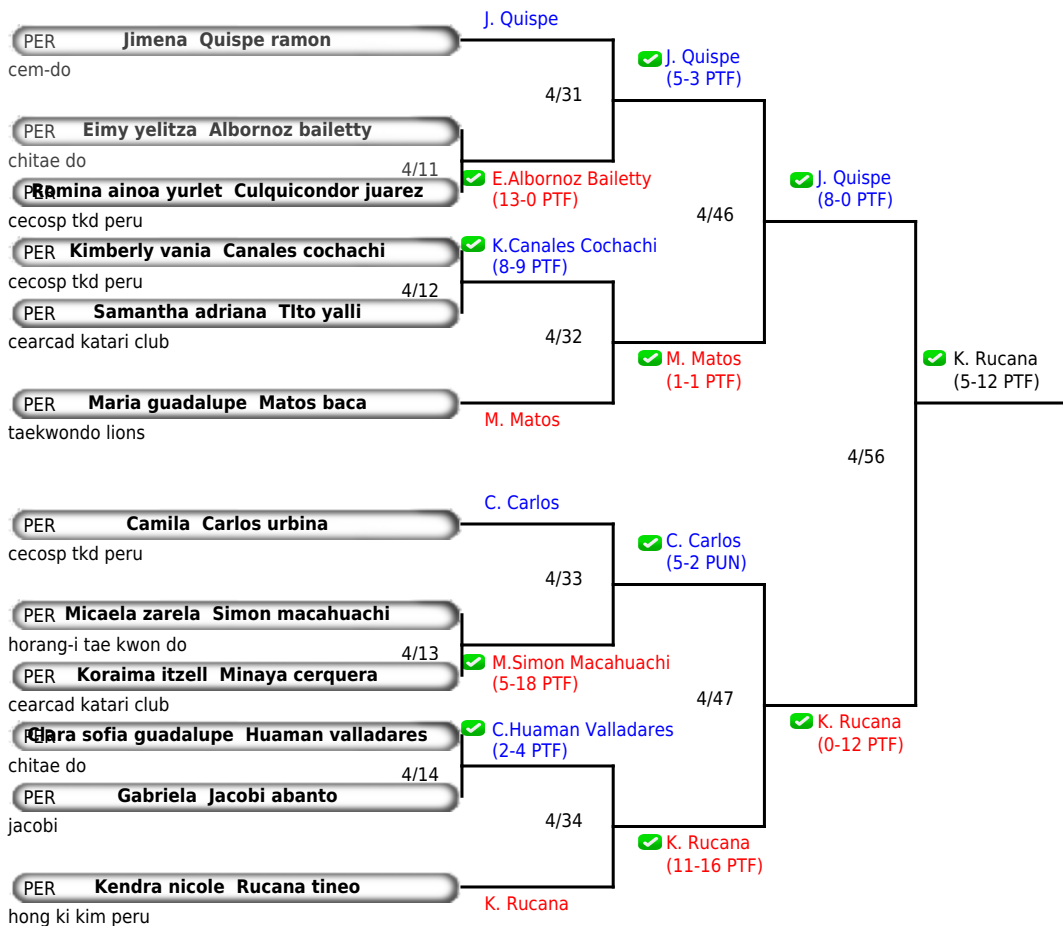 J. Quispe
PER Jimena Quispe ramon
cem-do
J. Quispe
(5-3 PTF)
4/31
PER Eimy yelitza Albornoz bailetty
chitae do
4/11
E.Albornoz Bailetty
(13-0 PTF)
PER Romina ainoa yurlet Culquicondor juarez
cecosp tkd peru
J. Quispe
(8-0 PTF)
4/46
PER Kimberly vania Canales cochachi
cecosp tkd peru
K.Canales Cochachi
(8-9 PTF)
4/12
PER Samantha adriana TIto yalli
cearcad katari club
4/32
M. Matos
(1-1 PTF)
K. Rucana
(5-12 PTF)
PER Maria guadalupe Matos baca
taekwondo lions
M. Matos
4/56
C. Carlos
PER Camila Carlos urbina
cecosp tkd peru
C. Carlos
(5-2 PUN)
4/33
PER Micaela zarela Simon macahuachi
horang-i tae kwon do
4/13
M.Simon Macahuachi
(5-18 PTF)
PER Koraima itzell Minaya cerquera
cearcad katari club
4/47
K. Rucana
(0-12 PTF)
PER Clara sofia guadalupe Huaman valladares
chitae do
C.Huaman Valladares
(2-4 PTF)
4/14
PER Gabriela Jacobi abanto
jacobi
4/34
K. Rucana
(11-16 PTF)
PER Kendra nicole Rucana tineo
hong ki kim peru
K. Rucana